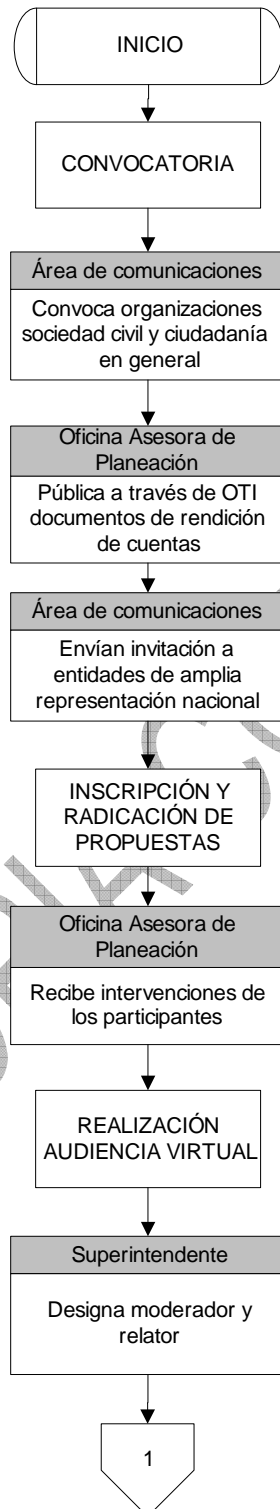 INICIO
CONVOCATORIA
Área de comunicaciones
Convoca organizaciones
sociedad civil y ciudadanía
en general
Oficina Asesora de
Planeación
Pública a través de OTI
documentos de rendición
de cuentas
Área de comunicaciones
Envían invitación a
entidades de amplia
representación nacional
INSCRIPCIÓN Y
RADICACIÓN DE
PROPUESTAS
Oficina Asesora de
Planeación
Recibe intervenciones de
los participantes
REALIZACIÓN
AUDIENCIA VIRTUAL
Superintendente
Designa moderador y
relator
1